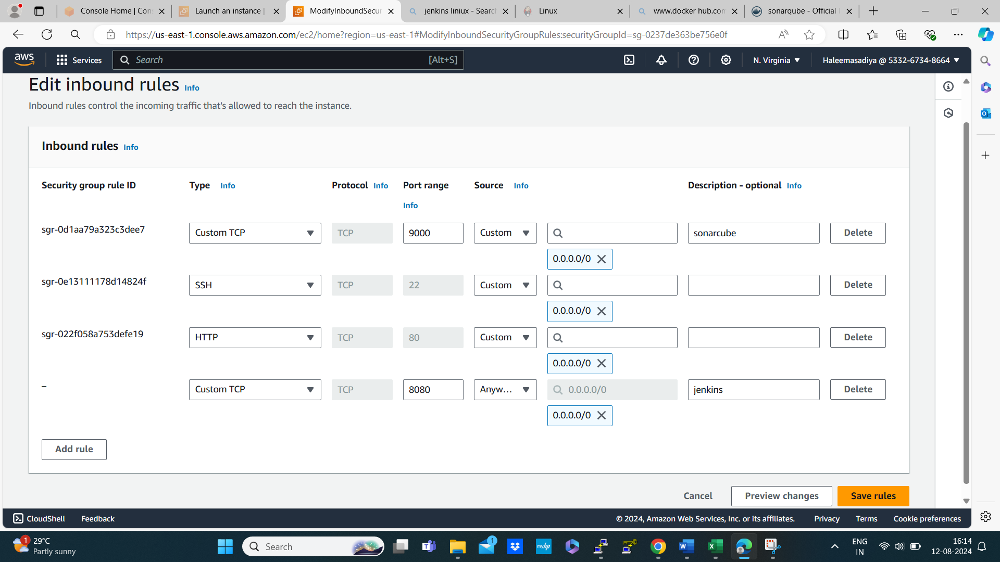 Console Home | Con
Launch an instance |
ModifyInboundSecur
jenkins liniux - Searc
Linux
www.docker hub.com
sonarqube - Official
https://us-east-1.console.aws.amazon.com/ec2/home?region=us-east-1#ModifyInboundSecurityGroupRules:securityGroupId=sg-0237de363be756e0f
aws Services Search [Alt+S] N. Virginia Haleemasadiya @ 5332-6734-8664
Edit inbound rules Info
Inbound rules control the incoming traffic that's allowed to reach the instance.
Inbound rules Info
Security group rule ID Type Info Protocol Info Port range Source Info Description - optional Info
Info
sgr-0d1aa79a323c3dee7 Custom TCP TCP 9000 Custom sonarcube Delete
0.0.0.0/0
sgr-0e13111178d14824f SSH TCP 22 Custom Delete
0.0.0.0/0
sgr-022f058a753defe19 HTTP TCP 80 Custom Delete
0.0.0.0/0
– Custom TCP TCP 8080 Anyw... 0.0.0.0/0 jenkins Delete
0.0.0.0/0
Add rule
Cancel Preview changes Save rules
CloudShell Feedback © 2024, Amazon Web Services, Inc. or its affiliates. Privacy Terms Cookie preferences
1 29°C
Partly sunny
Search
1
myhp
ENG
IN
16:14
12-08-2024